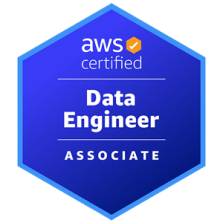 aws
certified
Data
Engineer
ASSOCIATE